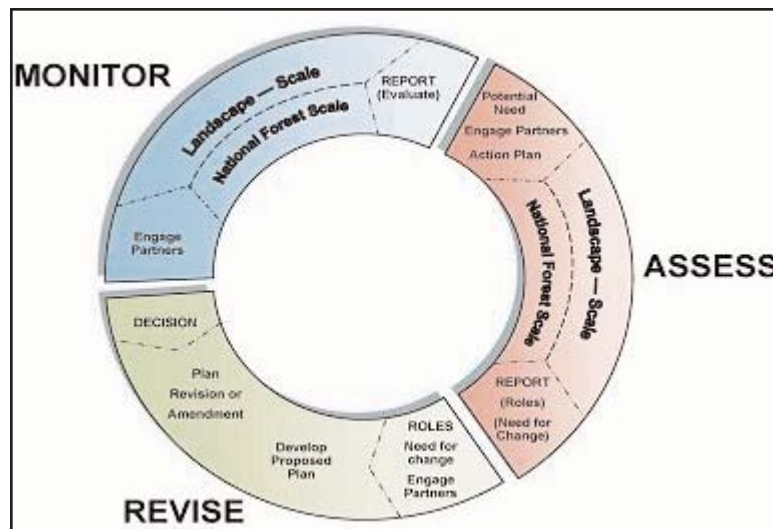 MONITOR
Landscape — Scale
National Forest Scale
REPORT
(Evaluate)
Engage
Partners
Potential
Need
Engage Partners
Action Plan
Landscape — Scale
National Forest Scale
ASSESS
REPORT
(Roles)
(Need for
Change)
ROLES
Need for
change
Engage
Partners
Develop
Proposed
Plan
Plan
Revision or
Amendment
DECISION
REVISE